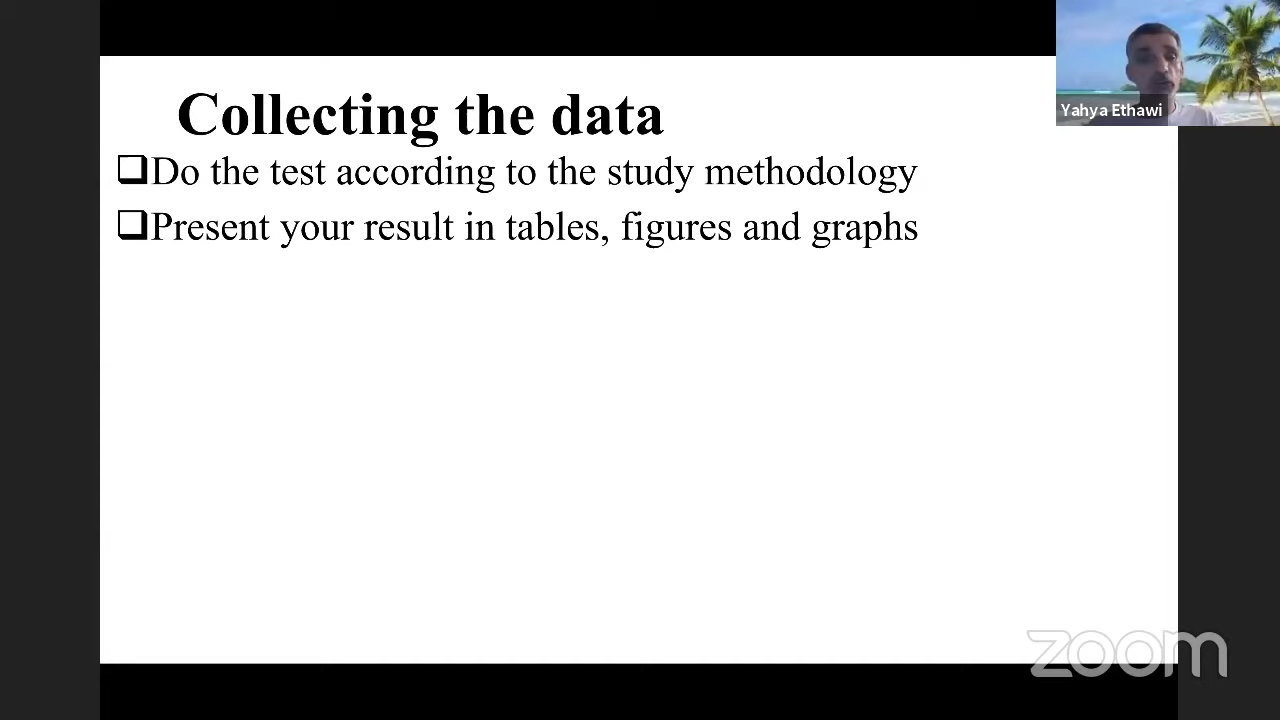 Collecting the data
❑Do the test according to the study methodology
❑Present your result in tables, figures and graphs
Yahya Ethawi
zoom